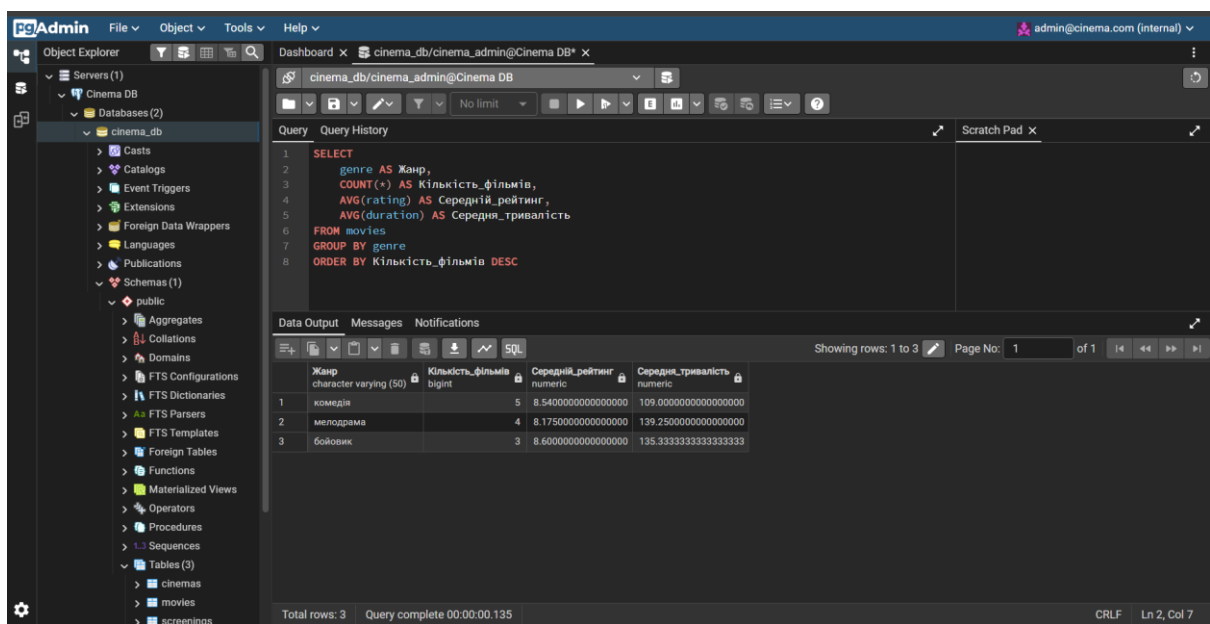 pgAdmin File Object Tools Help admin@cinema.com (internal)
Object Explorer
Dashboard cinema_db/cinema_admin@Cinema DB*
Servers (1)
Cinema DB
Databases (2)
cinema_db
Casts
Catalogs
Event Triggers
Extensions
Foreign Data Wrappers
Languages
Publications
Schemas (1)
public
Aggregates
Collations
Domains
FTS Configurations
FTS Dictionaries
FTS Parsers
FTS Templates
Foreign Tables
Functions
Materialized Views
Operators
Procedures
Sequences
Tables (3)
cinemas
movies
screenings
cinema_db/cinema_admin@Cinema DB
No limit
Query Query History
Scratch Pad
1 SELECT
2 genre AS Жанр,
3 COUNT(*) AS Кількість_фільмів,
4 AVG(rating) AS Середній_рейтинг,
5 AVG(duration) AS Середня_тривалість
6 FROM movies
7 GROUP BY genre
8 ORDER BY Кількість_фільмів DESC
Data Output Messages Notifications
SQL Showing rows: 1 to 3 Page No: 1 of 1
Жанр Кількість_фільмів Середній_рейтинг Середня_тривалість
character varying (50) bigint numeric numeric
1 комедія 5 8.5400000000000000 109.0000000000000000
2 мелодрама 4 8.1750000000000000 139.2500000000000000
3 бойовик 3 8.6000000000000000 135.3333333333333333
Total rows: 3 Query complete 00:00:00.135 CRLF Ln 2, Col 7